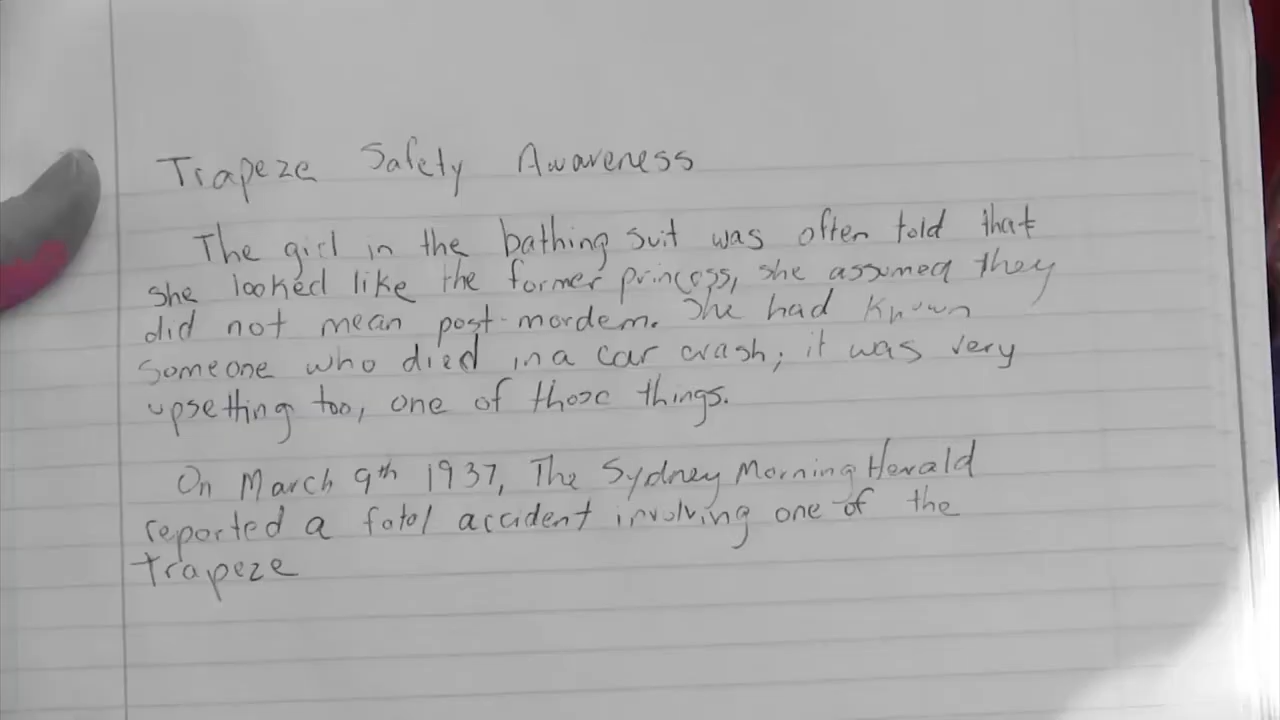 Trapeze Safety Awareness
The girl in the bathing suit was often told that
she looked like the former princess, she assumed they
did not mean post-mordem. She had known
someone who died in a car crash; it was very
upsetting too, one of those things.
On March 9th 1937, The Sydney Morning Herald
reported a fatal accident involving one of the
trapeze